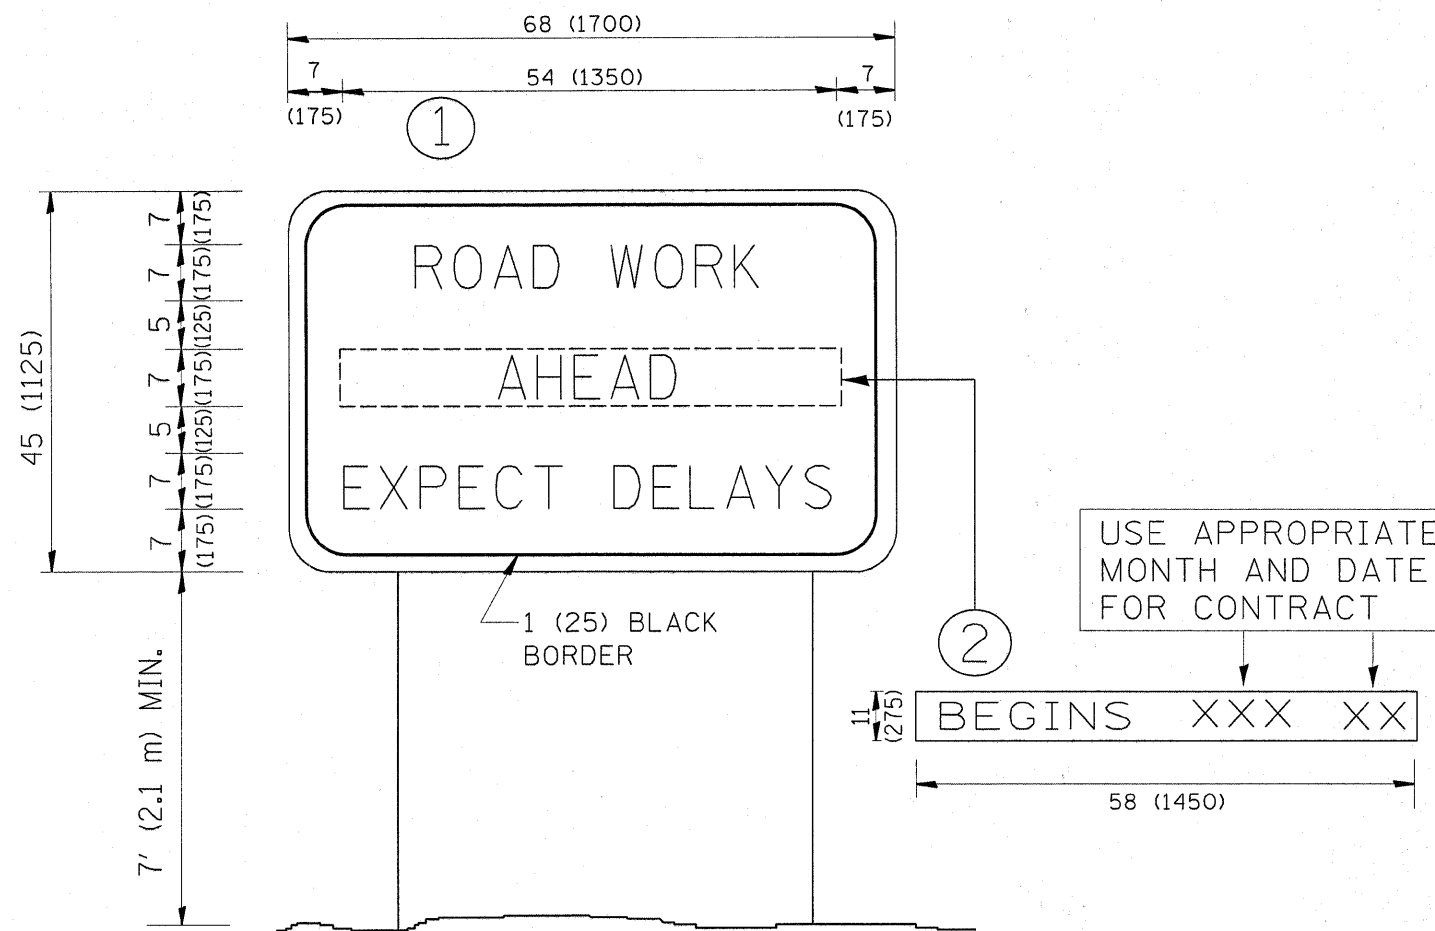 68 (1700)
7
54 (1350)
7
(175)
(175)
1
45 (1125)
7
(175)
7
(175)
5
(125)
7
(175)
5
(125)
7
(175)
7
(175)
ROAD WORK
AHEAD
EXPECT DELAYS
1 (25) BLACK
BORDER
7' (2.1 m) MIN.
USE APPROPRIATE
MONTH AND DATE
FOR CONTRACT
2
11
(275)
BEGINS XXX XX
58 (1450)